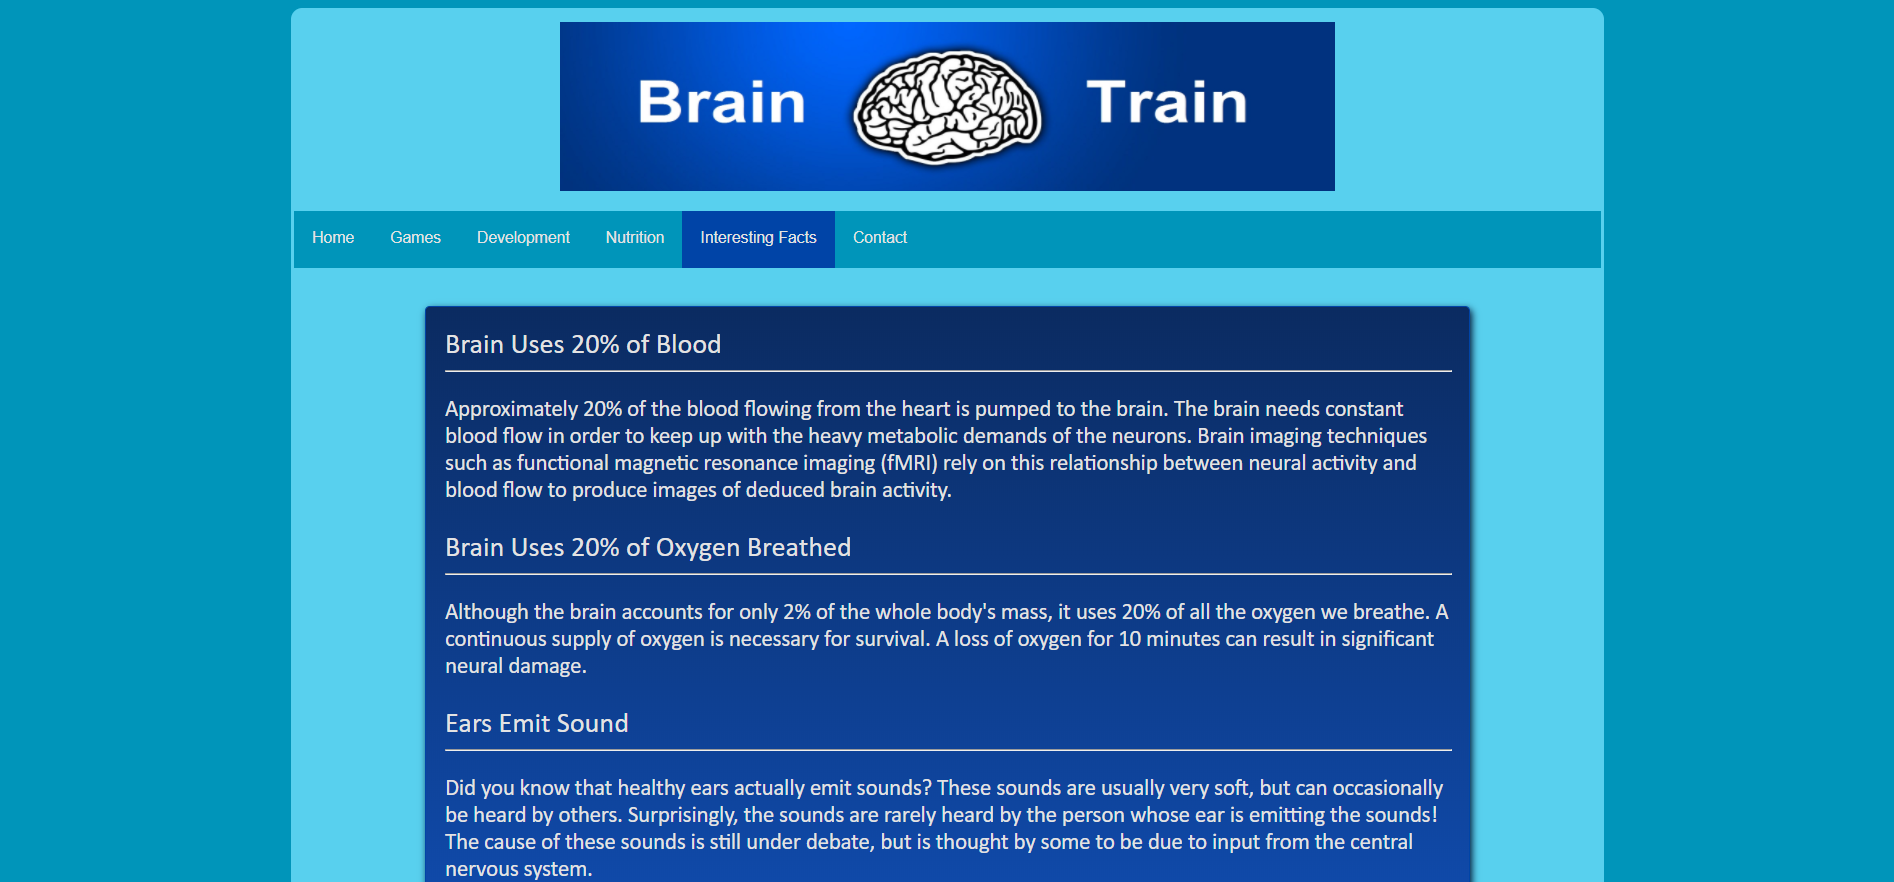 Brain Train
Home Games Development Nutrition Interesting Facts Contact
Brain Uses 20% of Blood
Approximately 20% of the blood flowing from the heart is pumped to the brain. The brain needs constant
blood flow in order to keep up with the heavy metabolic demands of the neurons. Brain imaging techniques
such as functional magnetic resonance imaging (fMRI) rely on this relationship between neural activity and
blood flow to produce images of deduced brain activity.
Brain Uses 20% of Oxygen Breathed
Although the brain accounts for only 2% of the whole body's mass, it uses 20% of all the oxygen we breathe. A
continuous supply of oxygen is necessary for survival. A loss of oxygen for 10 minutes can result in significant
neural damage.
Ears Emit Sound
Did you know that healthy ears actually emit sounds? These sounds are usually very soft, but can occasionally
be heard by others. Surprisingly, the sounds are rarely heard by the person whose ear is emitting the sounds!
The cause of these sounds is still under debate, but is thought by some to be due to input from the central
nervous system.